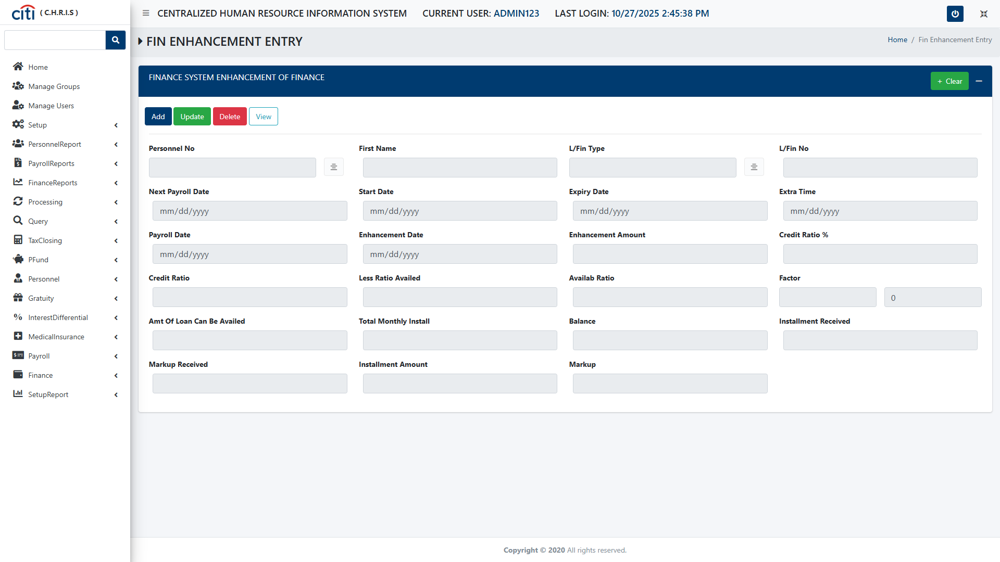 citi ( C.H.R.I.S )
CENTRALIZED HUMAN RESOURCE INFORMATION SYSTEM CURRENT USER: ADMIN123 LAST LOGIN: 10/27/2025 2:45:38 PM
FIN ENHANCEMENT ENTRY
Home / Fin Enhancement Entry
Home
Manage Groups
Manage Users
Setup
PersonnelReport
PayrollReports
FinanceReports
Processing
Query
TaxClosing
PFund
Personnel
Gratuity
InterestDifferential
MedicalInsurance
Payroll
Finance
SetupReport
FINANCE SYSTEM ENHANCEMENT OF FINANCE
+ Clear
Add Update Delete View
Personnel No First Name L/Fin Type L/Fin No
Next Payroll Date Start Date Expiry Date Extra Time
mm/dd/yyyy mm/dd/yyyy mm/dd/yyyy mm/dd/yyyy
Payroll Date Enhancement Date Enhancement Amount Credit Ratio %
mm/dd/yyyy mm/dd/yyyy
Credit Ratio Less Ratio Availed Availab Ratio Factor
0
Amt Of Loan Can Be Availed Total Monthly Install Balance Installment Received
Markup Received Installment Amount Markup
Copyright © 2020 All rights reserved.